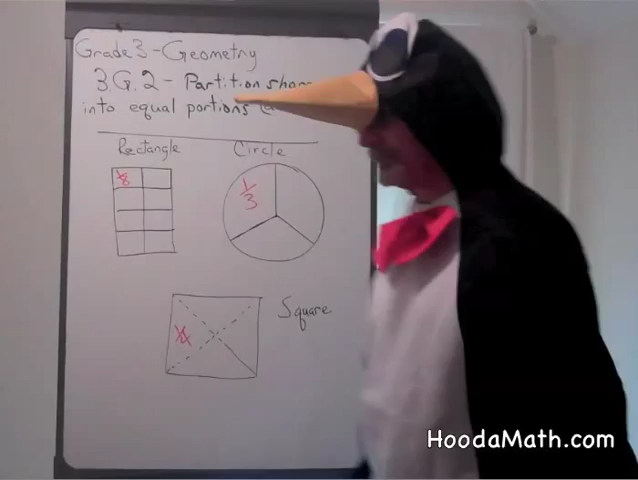 Grade 3 - Geometry
3.G.2 - Partition
into equal portions
Rectangle
Circle
1/8
1/3
Square
1/4
HoodaMath.com